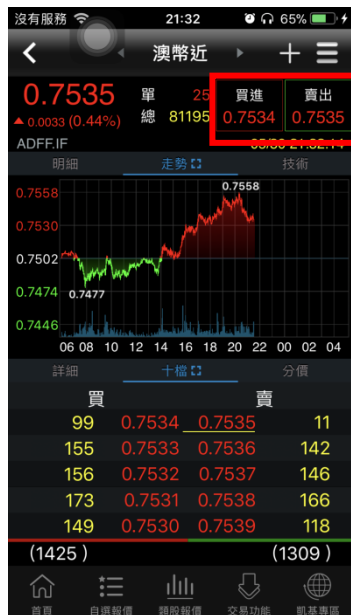 沒有服務 21:32 65%
澳幣近
0.7535 單 25 買進 賣出
▲0.0033 (0.44%) 總 81195 0.7534 0.7535
ADFF.IF
明細 走勢 技術
0.7558 0.7558
0.7530
0.7502
0.7474 0.7477
0.7446
06 08 10 12 14 16 18 20 22 00 02 04
詳細 十檔 分價
買 賣
99 0.7534 0.7535 11
155 0.7533 0.7536 142
156 0.7532 0.7537 146
173 0.7531 0.7538 166
149 0.7530 0.7539 118
(1425) (1309)
首頁 自選報價 類股報價 交易功能 凱基專區